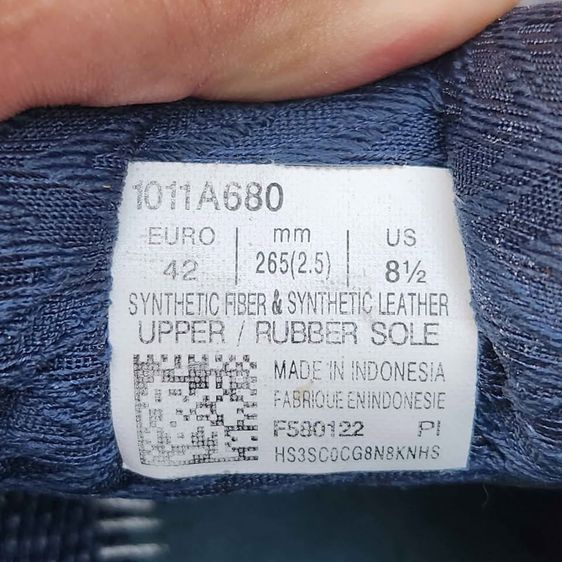 1011A680
EURO | mm | US
42 | 265(2.5) | 8½
SYNTHETIC FIBER & SYNTHETIC LEATHER
UPPER / RUBBER SOLE
MADE IN INDONESIA
FABRIQUE EN INDONESIE
F580122 PI
HS3SC0CG8N8KNHS